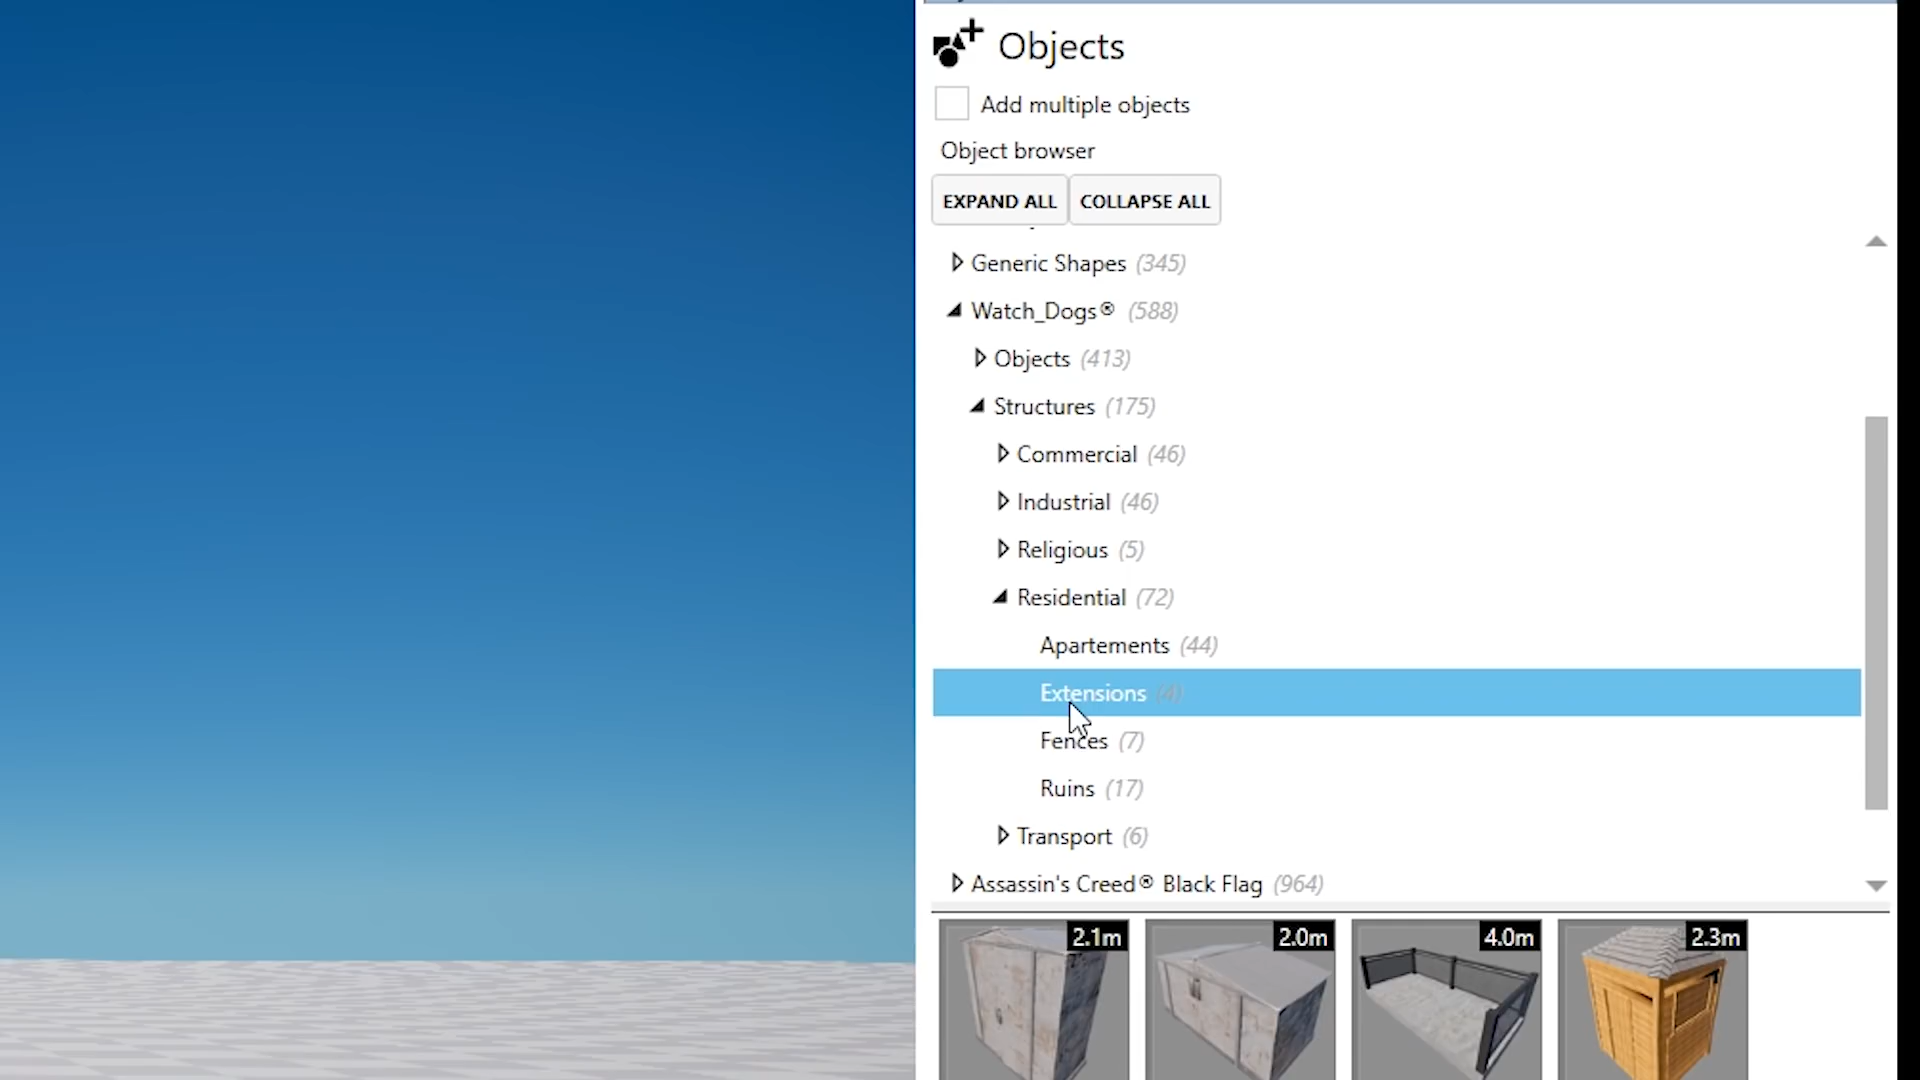 Objects
Add multiple objects
Object browser
EXPAND ALL COLLAPSE ALL
Generic Shapes (345)
Watch_Dogs® (588)
Objects (413)
Structures (175)
Commercial (46)
Industrial (46)
Religious (5)
Residential (72)
Apartements (44)
Extensions (4)
Fences (7)
Ruins (17)
Transport (6)
Assassin's Creed® Black Flag (964)
2.1m 2.0m 4.0m 2.3m